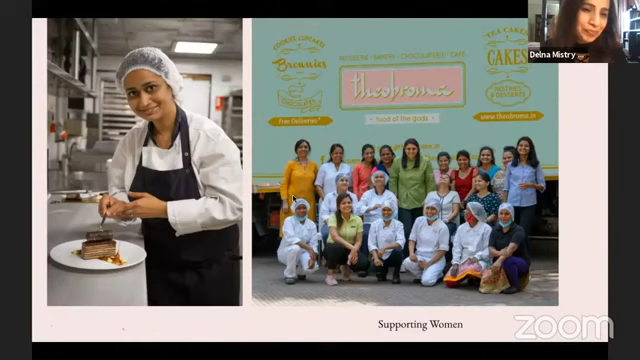 COOKIES, CUPCAKES
Brownies
Free Deliveries*
PATISSERIE • BAKERY • CHOCOLATERIE • CAFE
theobroma
food of the gods
TEA CAKES
CAKES
& DESSERTS
www.theobroma.in
Delna Mistry
Supporting Women
zoom